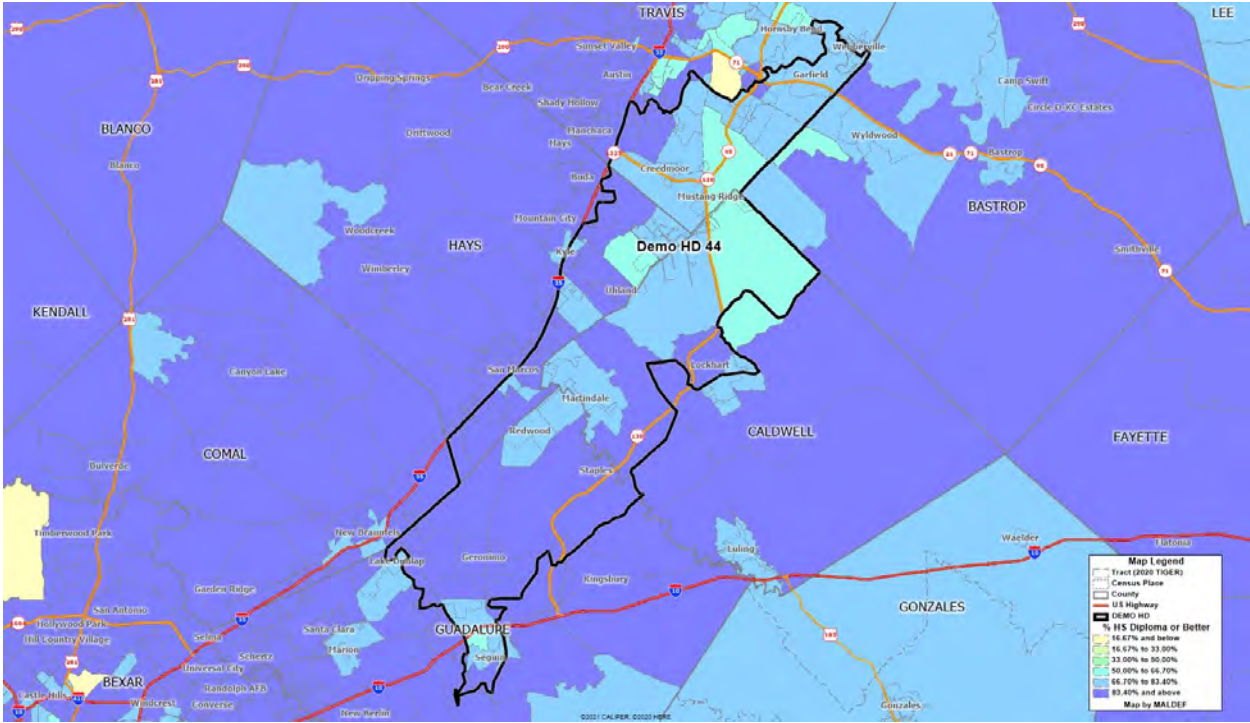 TRAVIS
LEE
Hornsby Bend
Webberville
Sunset Valley
Dripping Springs
Austin
Garfield
Bear Creek
Camp Swift
Shady Hollow
Circle D-KC Estates
BLANCO
Driftwood
Manchaca
Wyldwood
Hays
Bastrop
Blanco
Creedmoor
Buda
Mustang Ridge
BASTROP
Mountain City
Woodcreek
HAYS
Demo HD 44
Smithville
Kyle
Wimberley
Uhland
KENDALL
Lockhart
Canyon Lake
San Marcos
Martindale
Redwood
CALDWELL
FAYETTE
COMAL
Bulverde
Staples
Timberwood Park
New Braunfels
Luling
Waelder
Flatonia
Lake Dunlap
Geronimo
Kingsbury
Garden Ridge
San Antonio
GONZALES
Hollywood Park
Hill Country Village
Selma
Santa Clara
GUADALUPE
Schertz
Marion
Seguin
Universal City
BEXAR
Randolph AFB
Castle Hills
Windcrest
Converse
New Berlin
Gonzales
Map Legend
Tract (2020 TIGER)
Census Place
County
US Highway
DEMO HD
% HS Diploma or Better
16.67% and below
16.67% to 33.00%
33.00% to 50.00%
50.00% to 66.70%
66.70% to 83.40%
83.40% and above
Map by MALDEF
©2021 CALIPER; ©2020 HERE